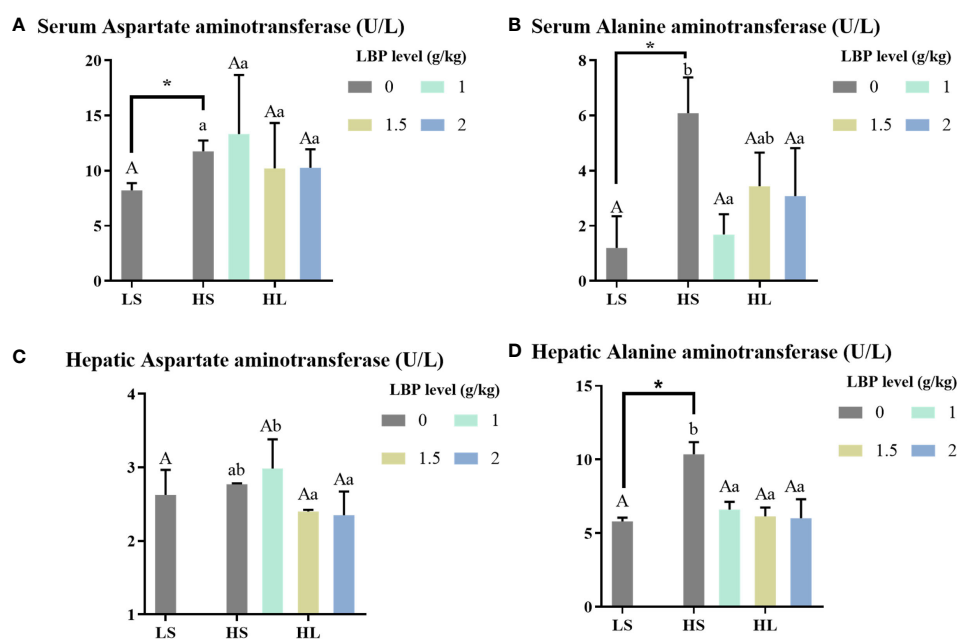 A Serum Aspartate aminotransferase (U/L)
LBP level (g/kg)
0 1
1.5 2
20
15
10
5
0
*
A a Aa Aa Aa
LS HS HL
B Serum Alanine aminotransferase (U/L)
LBP level (g/kg)
0 1
1.5 2
8
6
4
2
0
*
A b Aa Aab Aa
LS HS HL
C Hepatic Aspartate aminotransferase (U/L)
LBP level (g/kg)
0 1
1.5 2
4
3
2
1
A ab Ab Aa Aa
LS HS HL
D Hepatic Alanine aminotransferase (U/L)
LBP level (g/kg)
0 1
1.5 2
15
10
5
0
*
A b Aa Aa Aa
LS HS HL